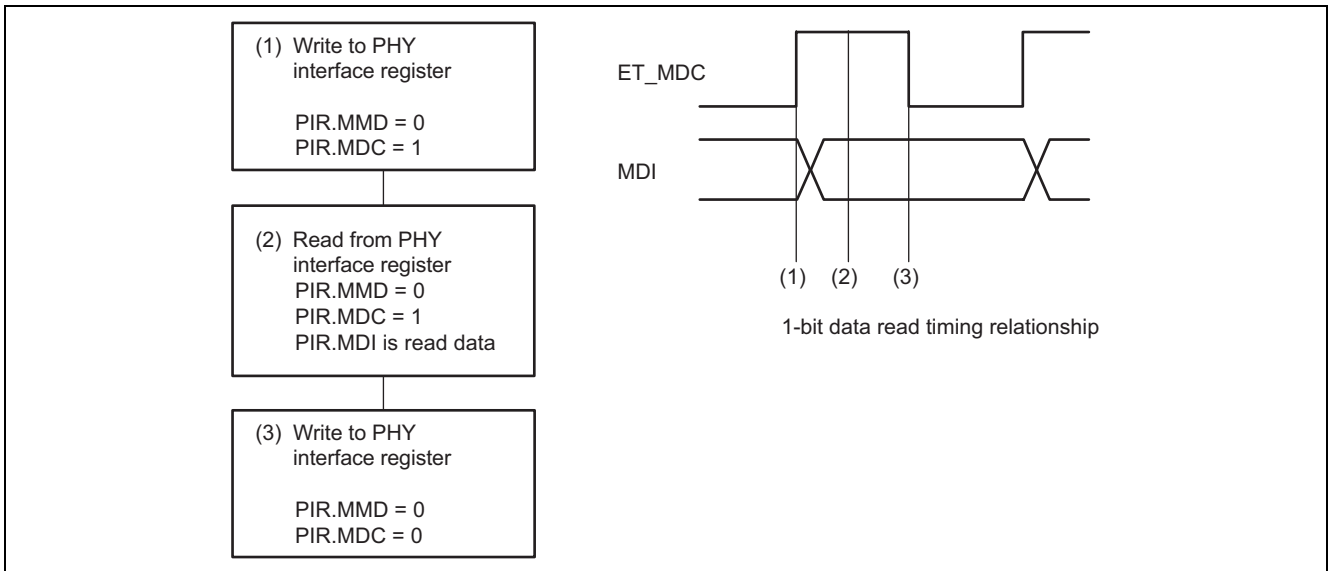 (1) Write to PHY
interface register
PIR.MMD = 0
PIR.MDC = 1
(2) Read from PHY
interface register
PIR.MMD = 0
PIR.MDC = 1
PIR.MDI is read data
(3) Write to PHY
interface register
PIR.MMD = 0
PIR.MDC = 0
ET_MDC
MDI
(1) (2) (3)
1-bit data read timing relationship